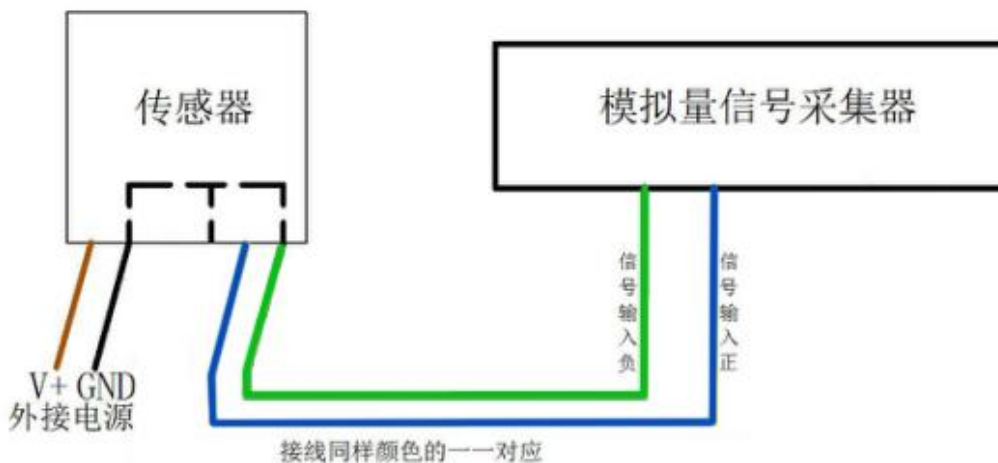 传感器
模拟量信号采集器
信号输入负
信号输入正
V+ GND
外接电源
接线同样颜色的一一对应